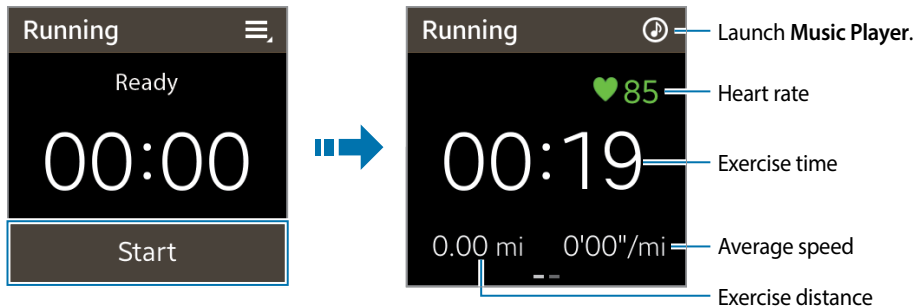 Running
Ready
00:00
Start
Running
85
00:19
0.00 mi 0'00"/mi
Launch Music Player.
Heart rate
Exercise time
Average speed
Exercise distance